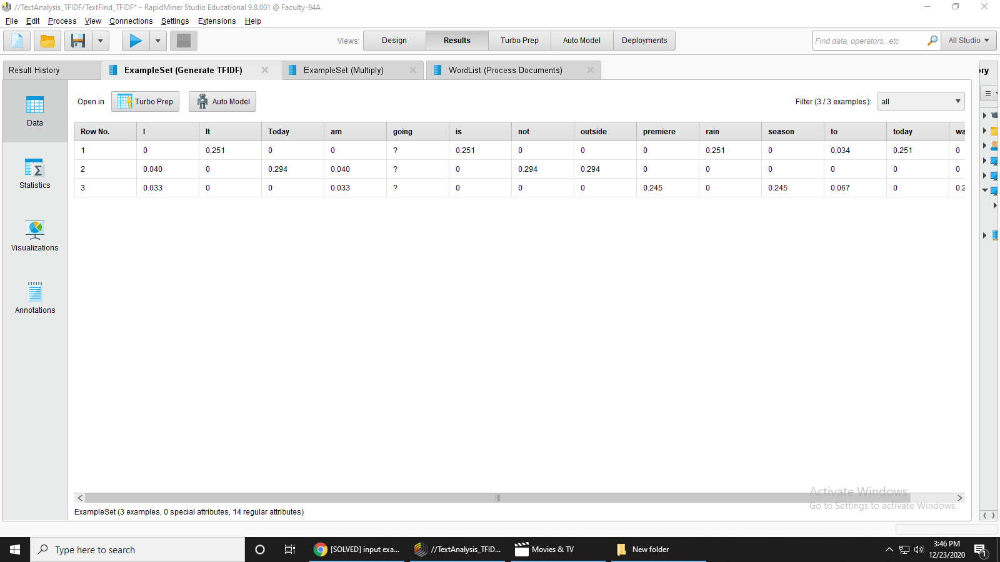 //TextAnalysis_TFIDF/TextFind_TFIDF* – RapidMiner Studio Educational 9.8.001 @ Faculty-94A
File Edit Process View Connections Settings Extensions Help
Views: Design Results Turbo Prep Auto Model Deployments
Find data, operators...etc All Studio
Result History ExampleSet (Generate TFIDF) ExampleSet (Multiply) WordList (Process Documents) ry
Open in Turbo Prep Auto Model Filter (3 / 3 examples): all
Data
Statistics
Visualizations
Annotations
Row No. I It Today am going is not outside premiere rain season to today wa
1 0 0.251 0 0 ? 0.251 0 0 0 0.251 0 0.034 0.251 0
2 0.040 0 0.294 0.040 ? 0 0.294 0.294 0 0 0 0 0 0
3 0.033 0 0 0.033 ? 0 0 0 0.245 0 0.245 0.067 0 0.2
ExampleSet (3 examples, 0 special attributes, 14 regular attributes)
Activate Windows
Go to Settings to activate Windows.
Type here to search
[SOLVED] input exa...
//TextAnalysis_TFID...
Movies & TV
New folder
3:46 PM
12/23/2020
1